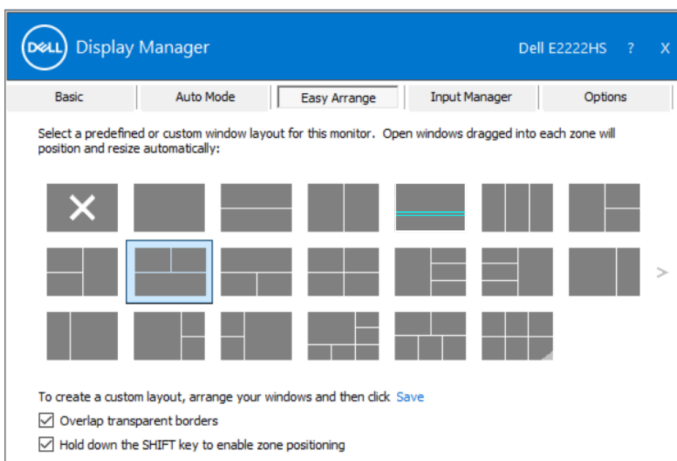 DELL Display Manager Dell E2222HS ? X
Basic Auto Mode Easy Arrange Input Manager Options
Select a predefined or custom window layout for this monitor. Open windows dragged into each zone will
position and resize automatically:
To create a custom layout, arrange your windows and then click Save
Overlap transparent borders
Hold down the SHIFT key to enable zone positioning